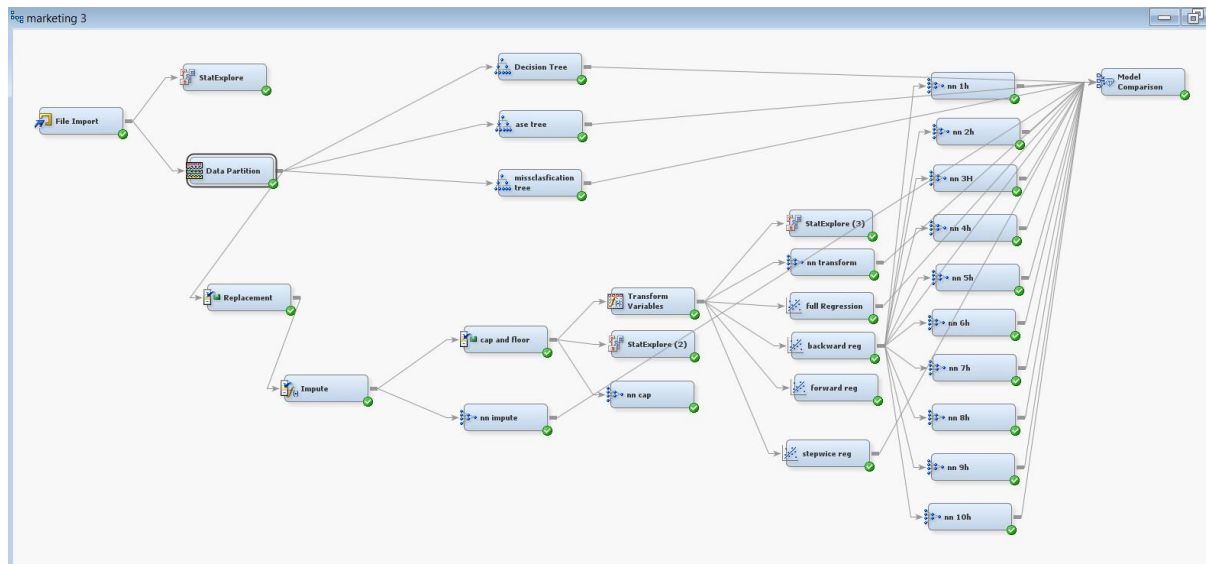 marketing 3
StatExplore
File Import
Data Partition
Decision Tree
ase tree
missclasfication
tree
Replacement
Impute
cap and floor
nn impute
Transform
Variables
StatExplore (2)
nn cap
StatExplore (3)
nn transform
full Regression
backward reg
forward reg
stepwice reg
nn 1h
nn 2h
nn 3H
nn 4h
nn 5h
nn 6h
nn 7h
nn 8h
nn 9h
nn 10h
Model
Comparison